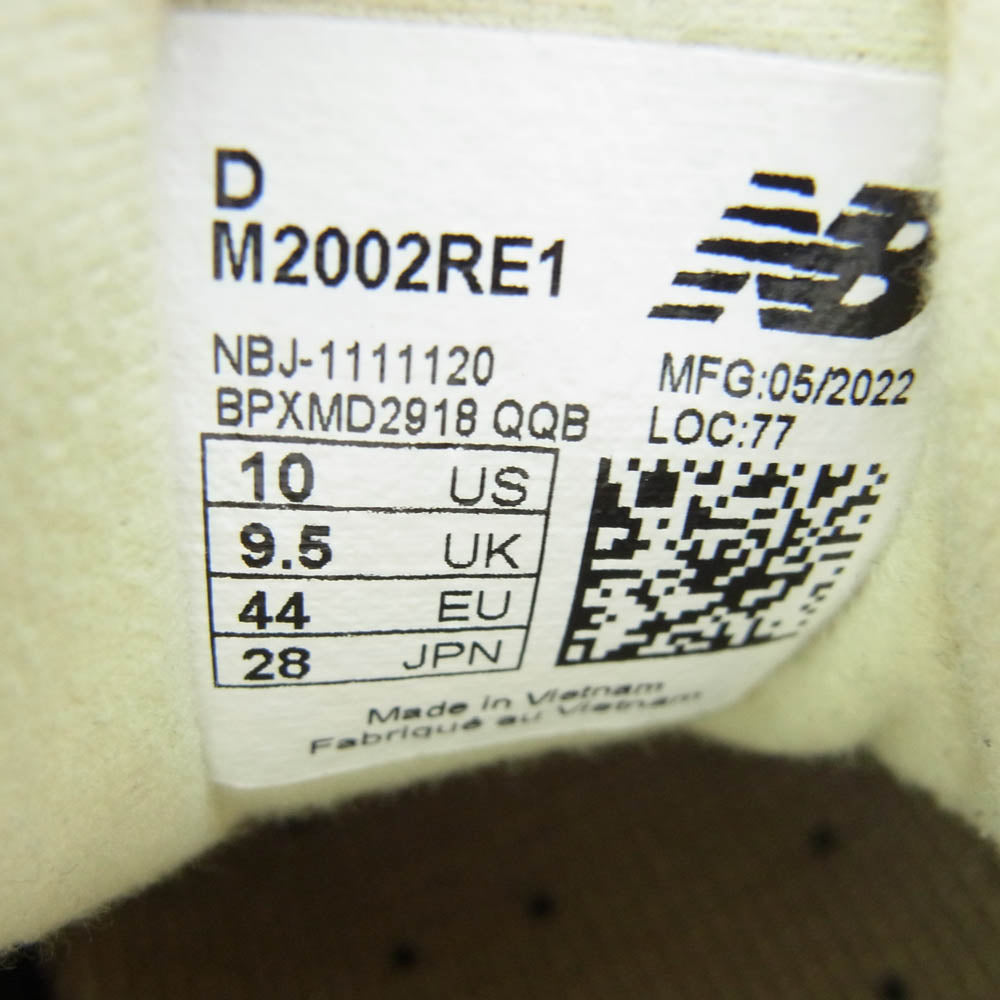 D
M2002RE1
NB
NBJ-1111120
BPXMD2918 QQB
MFG:05/2022
LOC:77
10 US
9.5 UK
44 EU
28 JPN
Made in Vietnam
Fabriqué au Vietnam